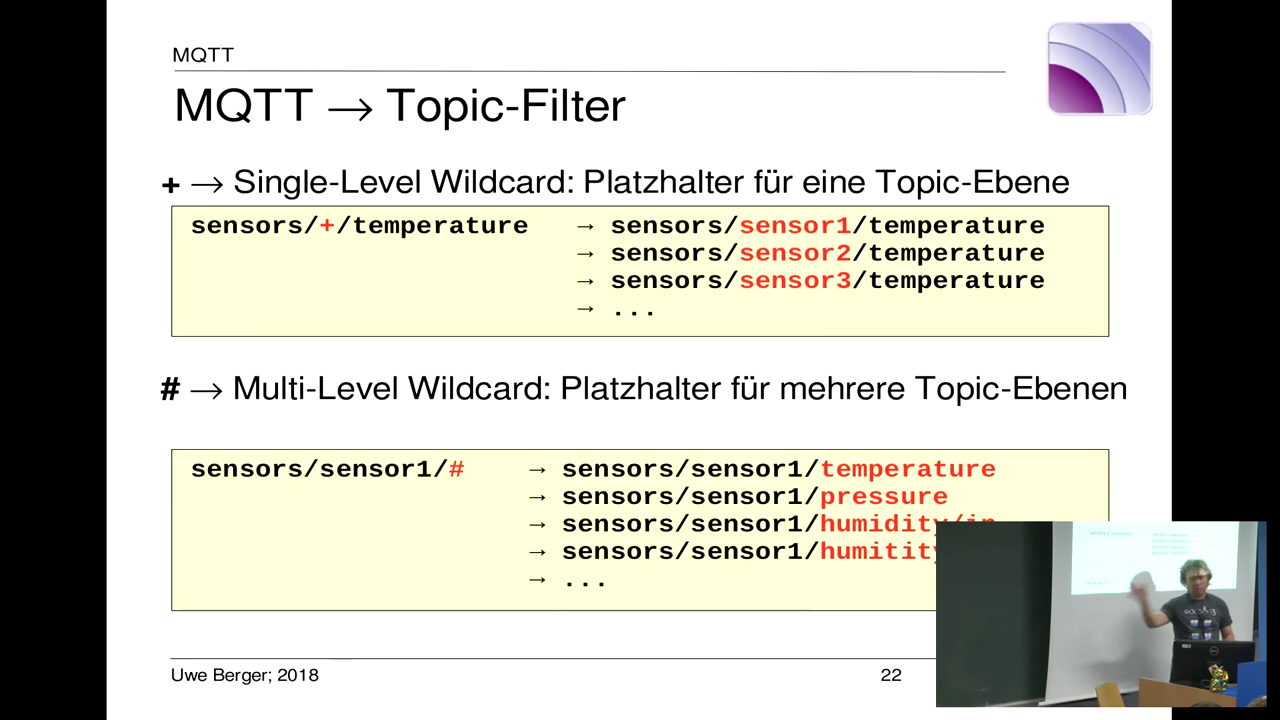 MQTT
MQTT → Topic-Filter
+ → Single-Level Wildcard: Platzhalter für eine Topic-Ebene
sensors/+/temperature → sensors/sensor1/temperature
→ sensors/sensor2/temperature
→ sensors/sensor3/temperature
→ ...
# → Multi-Level Wildcard: Platzhalter für mehrere Topic-Ebenen
sensors/sensor1/# → sensors/sensor1/temperature
→ sensors/sensor1/pressure
→ sensors/sensor1/humidity/in
→ sensors/sensor1/humitity
→ ...
Uwe Berger; 2018
22